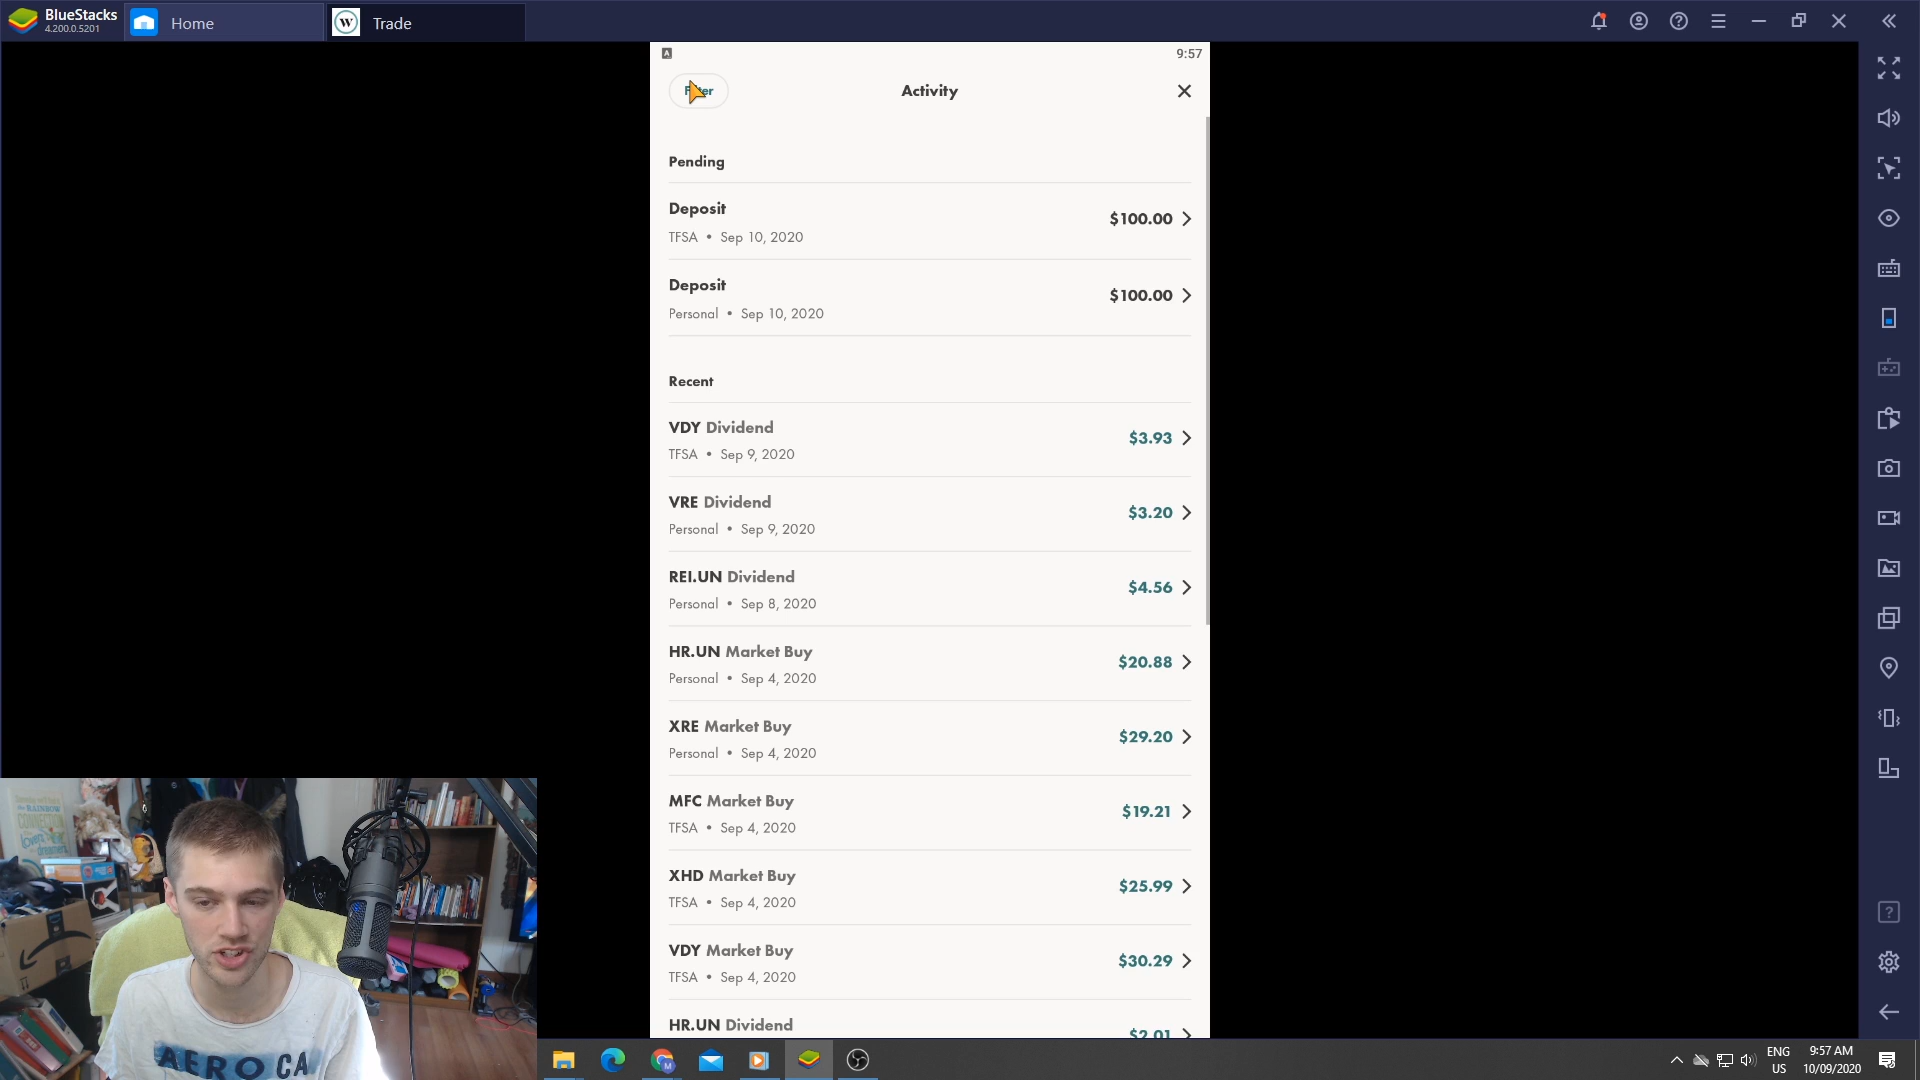 BlueStacks
4.200.0.5201
Home
Trade
9:57
Activity
Pending
Deposit
$100.00
TFSA • Sep 10, 2020
Deposit
$100.00
Personal • Sep 10, 2020
Recent
VDY Dividend
$3.93
TFSA • Sep 9, 2020
VRE Dividend
$3.20
Personal • Sep 9, 2020
REI.UN Dividend
$4.56
Personal • Sep 8, 2020
HR.UN Market Buy
$20.88
Personal • Sep 4, 2020
XRE Market Buy
$29.20
Personal • Sep 4, 2020
MFC Market Buy
$19.21
TFSA • Sep 4, 2020
XHD Market Buy
$25.99
TFSA • Sep 4, 2020
VDY Market Buy
$30.29
TFSA • Sep 4, 2020
HR.UN Dividend
$2.01
RAINBOW
CONNECTION
AEROCA
ENG
US
9:57 AM
10/09/2020